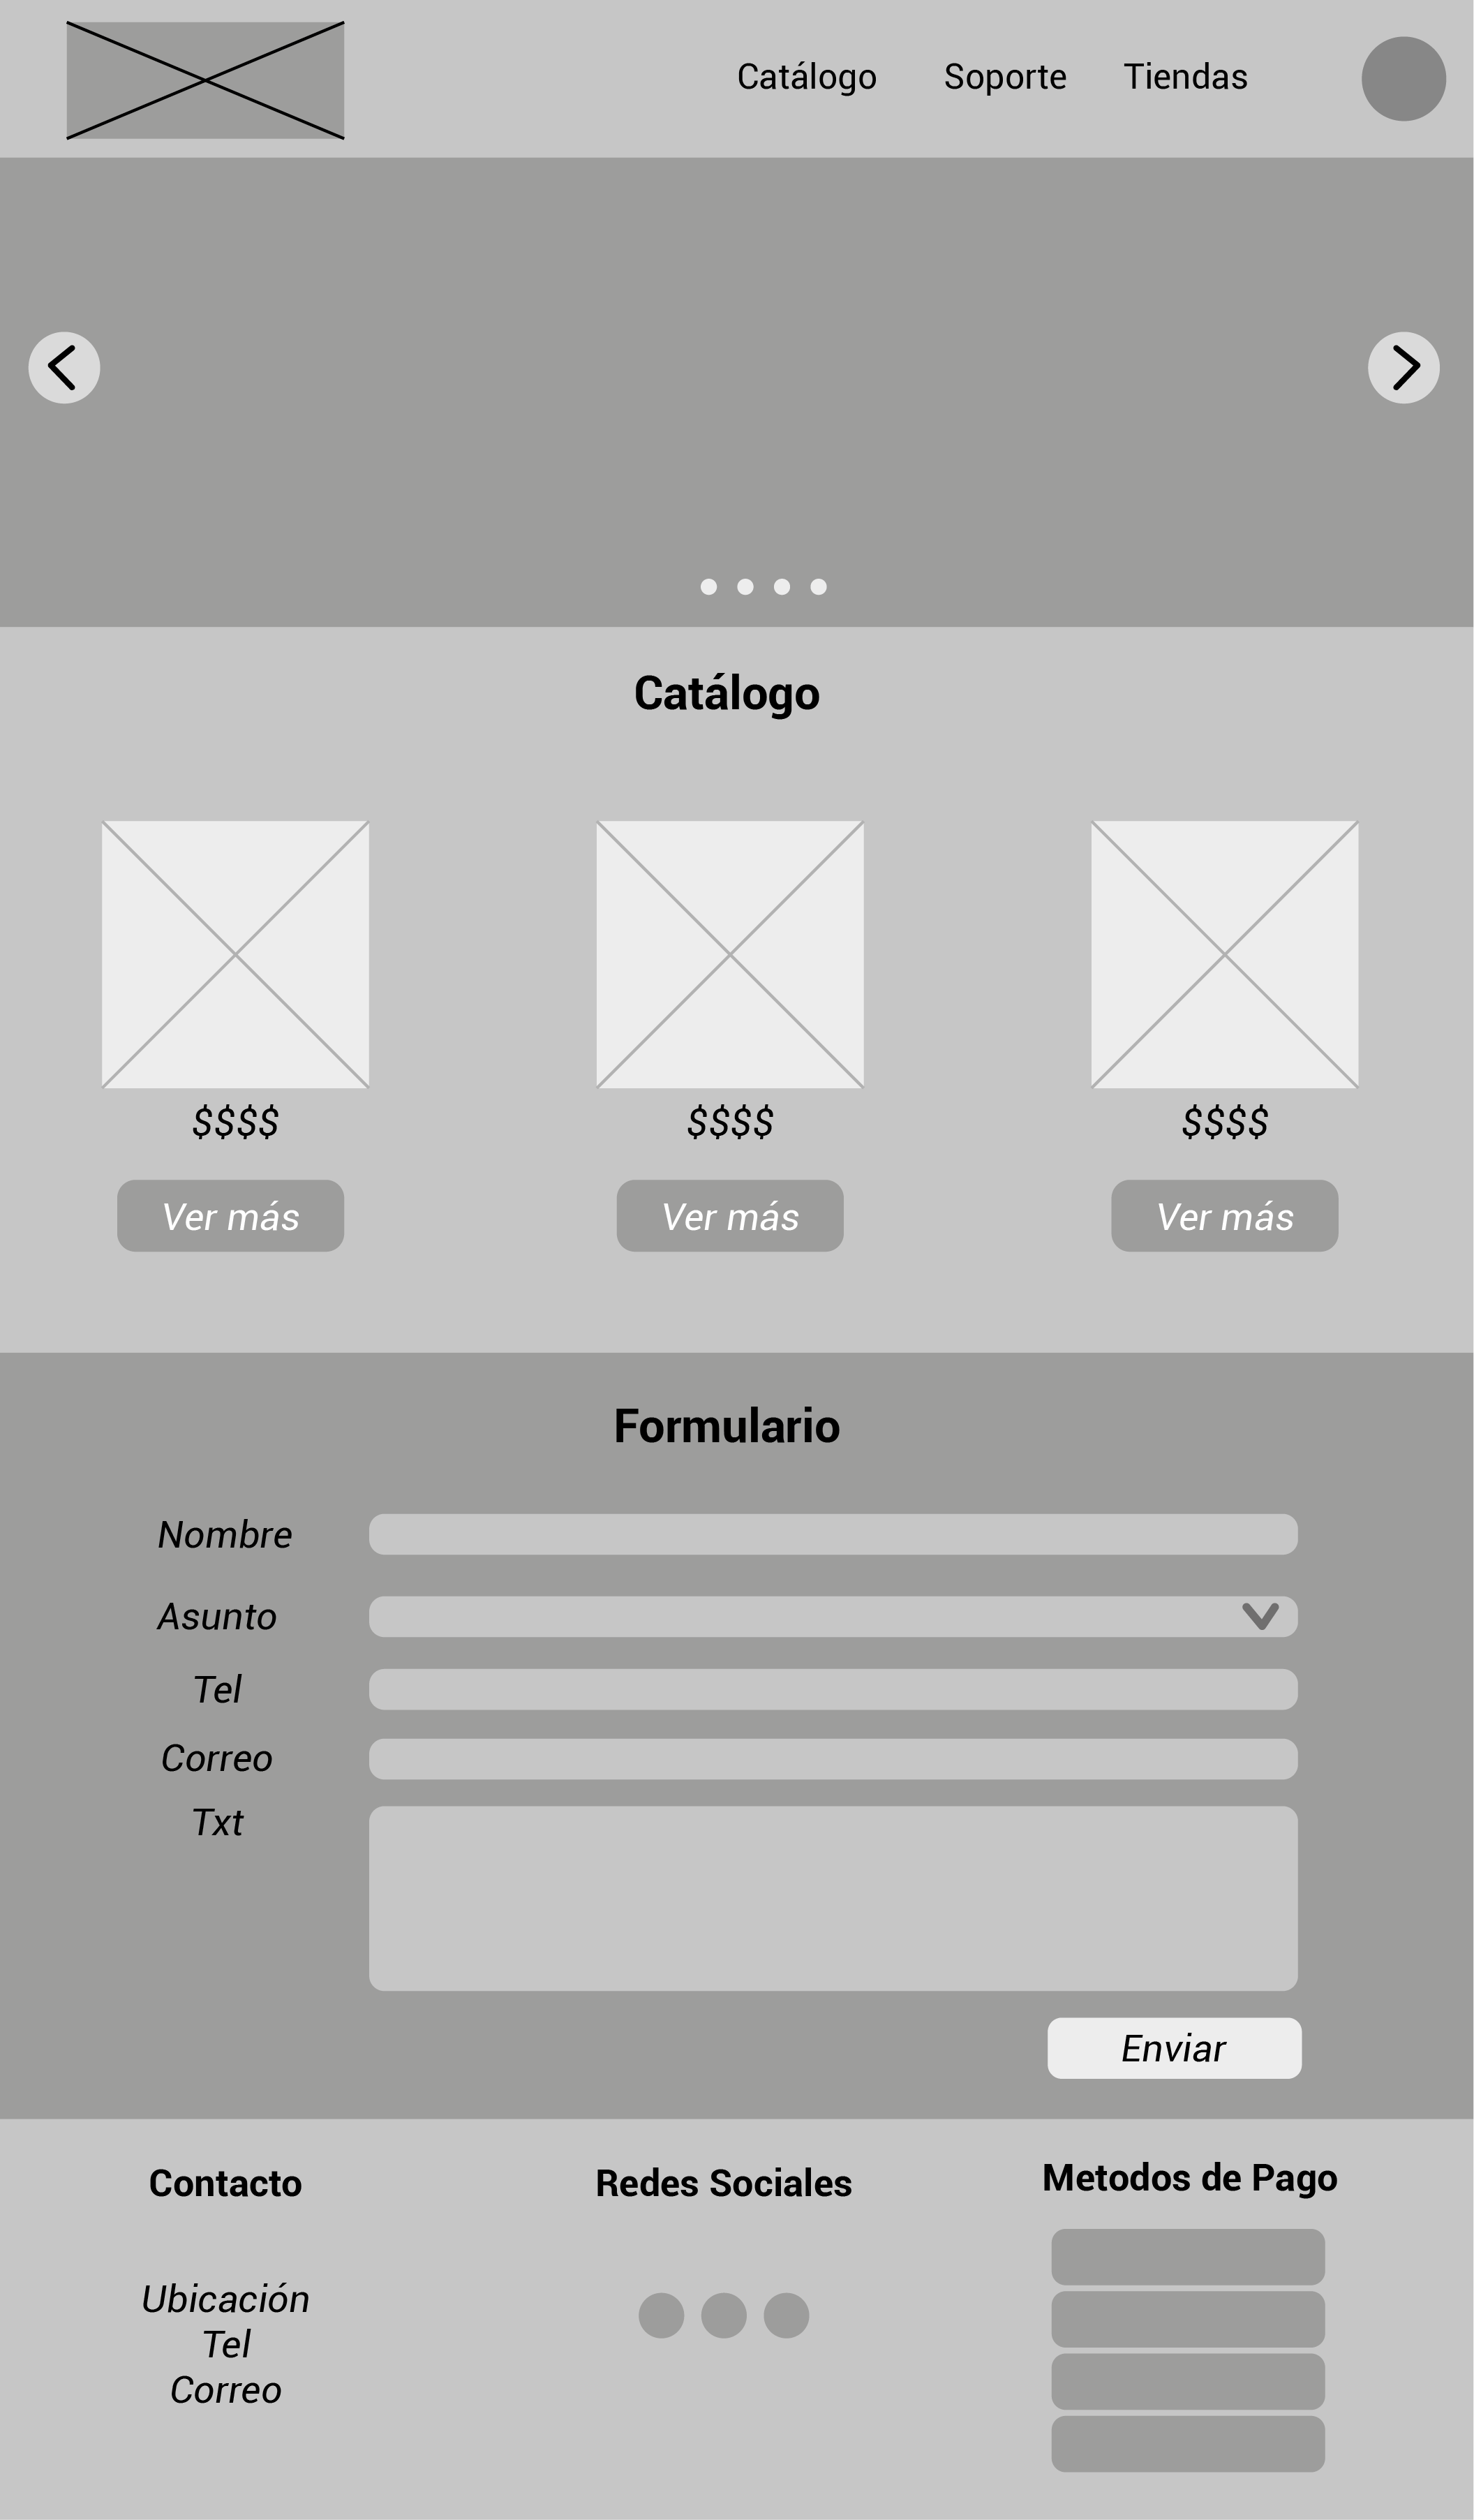 Catálogo Soporte Tiendas
Catálogo
$$$$ $$$$ $$$$
Ver más Ver más Ver más
Formulario
Nombre
Asunto
Tel
Correo
Txt
Enviar
Contacto
Ubicación
Tel
Correo
Redes Sociales
Metodos de Pago